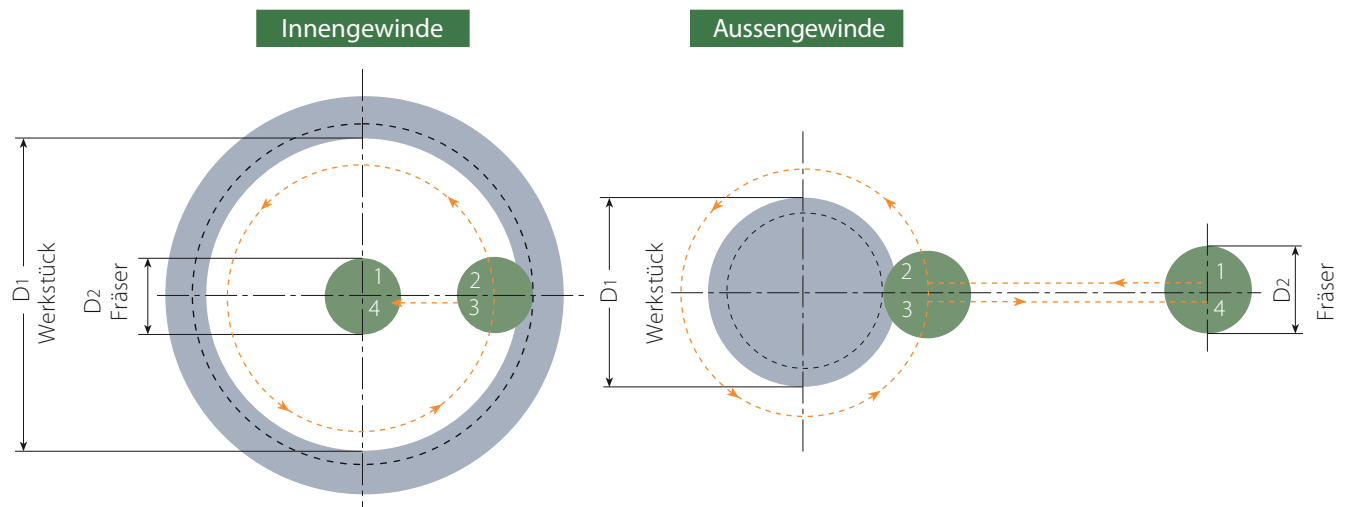 Innengewinde
D1
Werkstück
D2
Fräser
1
4
2
3
Aussengewinde
D1
Werkstück
2
3
1
4
D2
Fräser